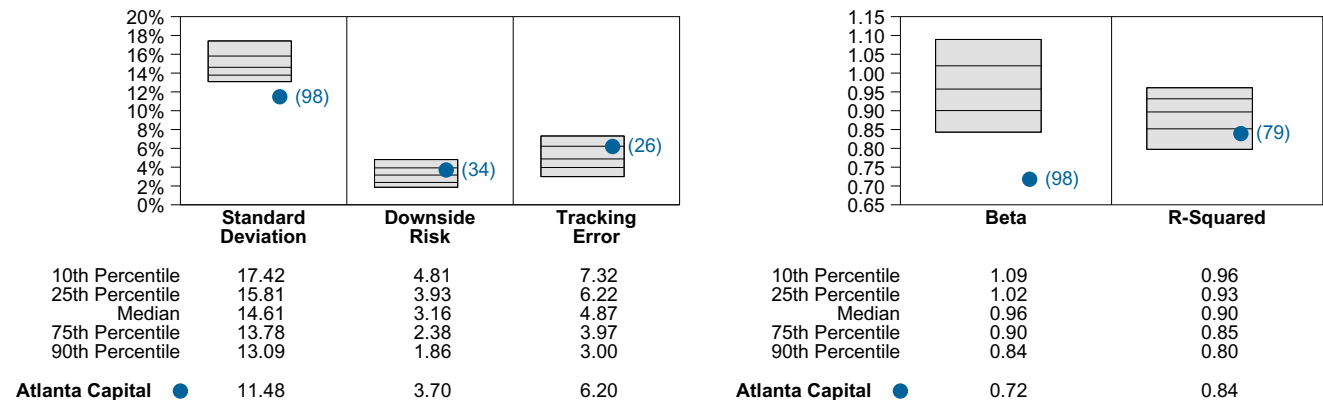 20%
18%
16%
14%
12%
10%
8%
6%
4%
2%
0%
(98)
(34)
(26)
Standard Deviation
Downside Risk
Tracking Error
10th Percentile 17.42 4.81 7.32
25th Percentile 15.81 3.93 6.22
Median 14.61 3.16 4.87
75th Percentile 13.78 2.38 3.97
90th Percentile 13.09 1.86 3.00
Atlanta Capital 11.48 3.70 6.20
1.15
1.10
1.05
1.00
0.95
0.90
0.85
0.80
0.75
0.70
0.65
(98)
(79)
Beta R-Squared
10th Percentile 1.09 0.96
25th Percentile 1.02 0.93
Median 0.96 0.90
75th Percentile 0.90 0.85
90th Percentile 0.84 0.80
Atlanta Capital 0.72 0.84